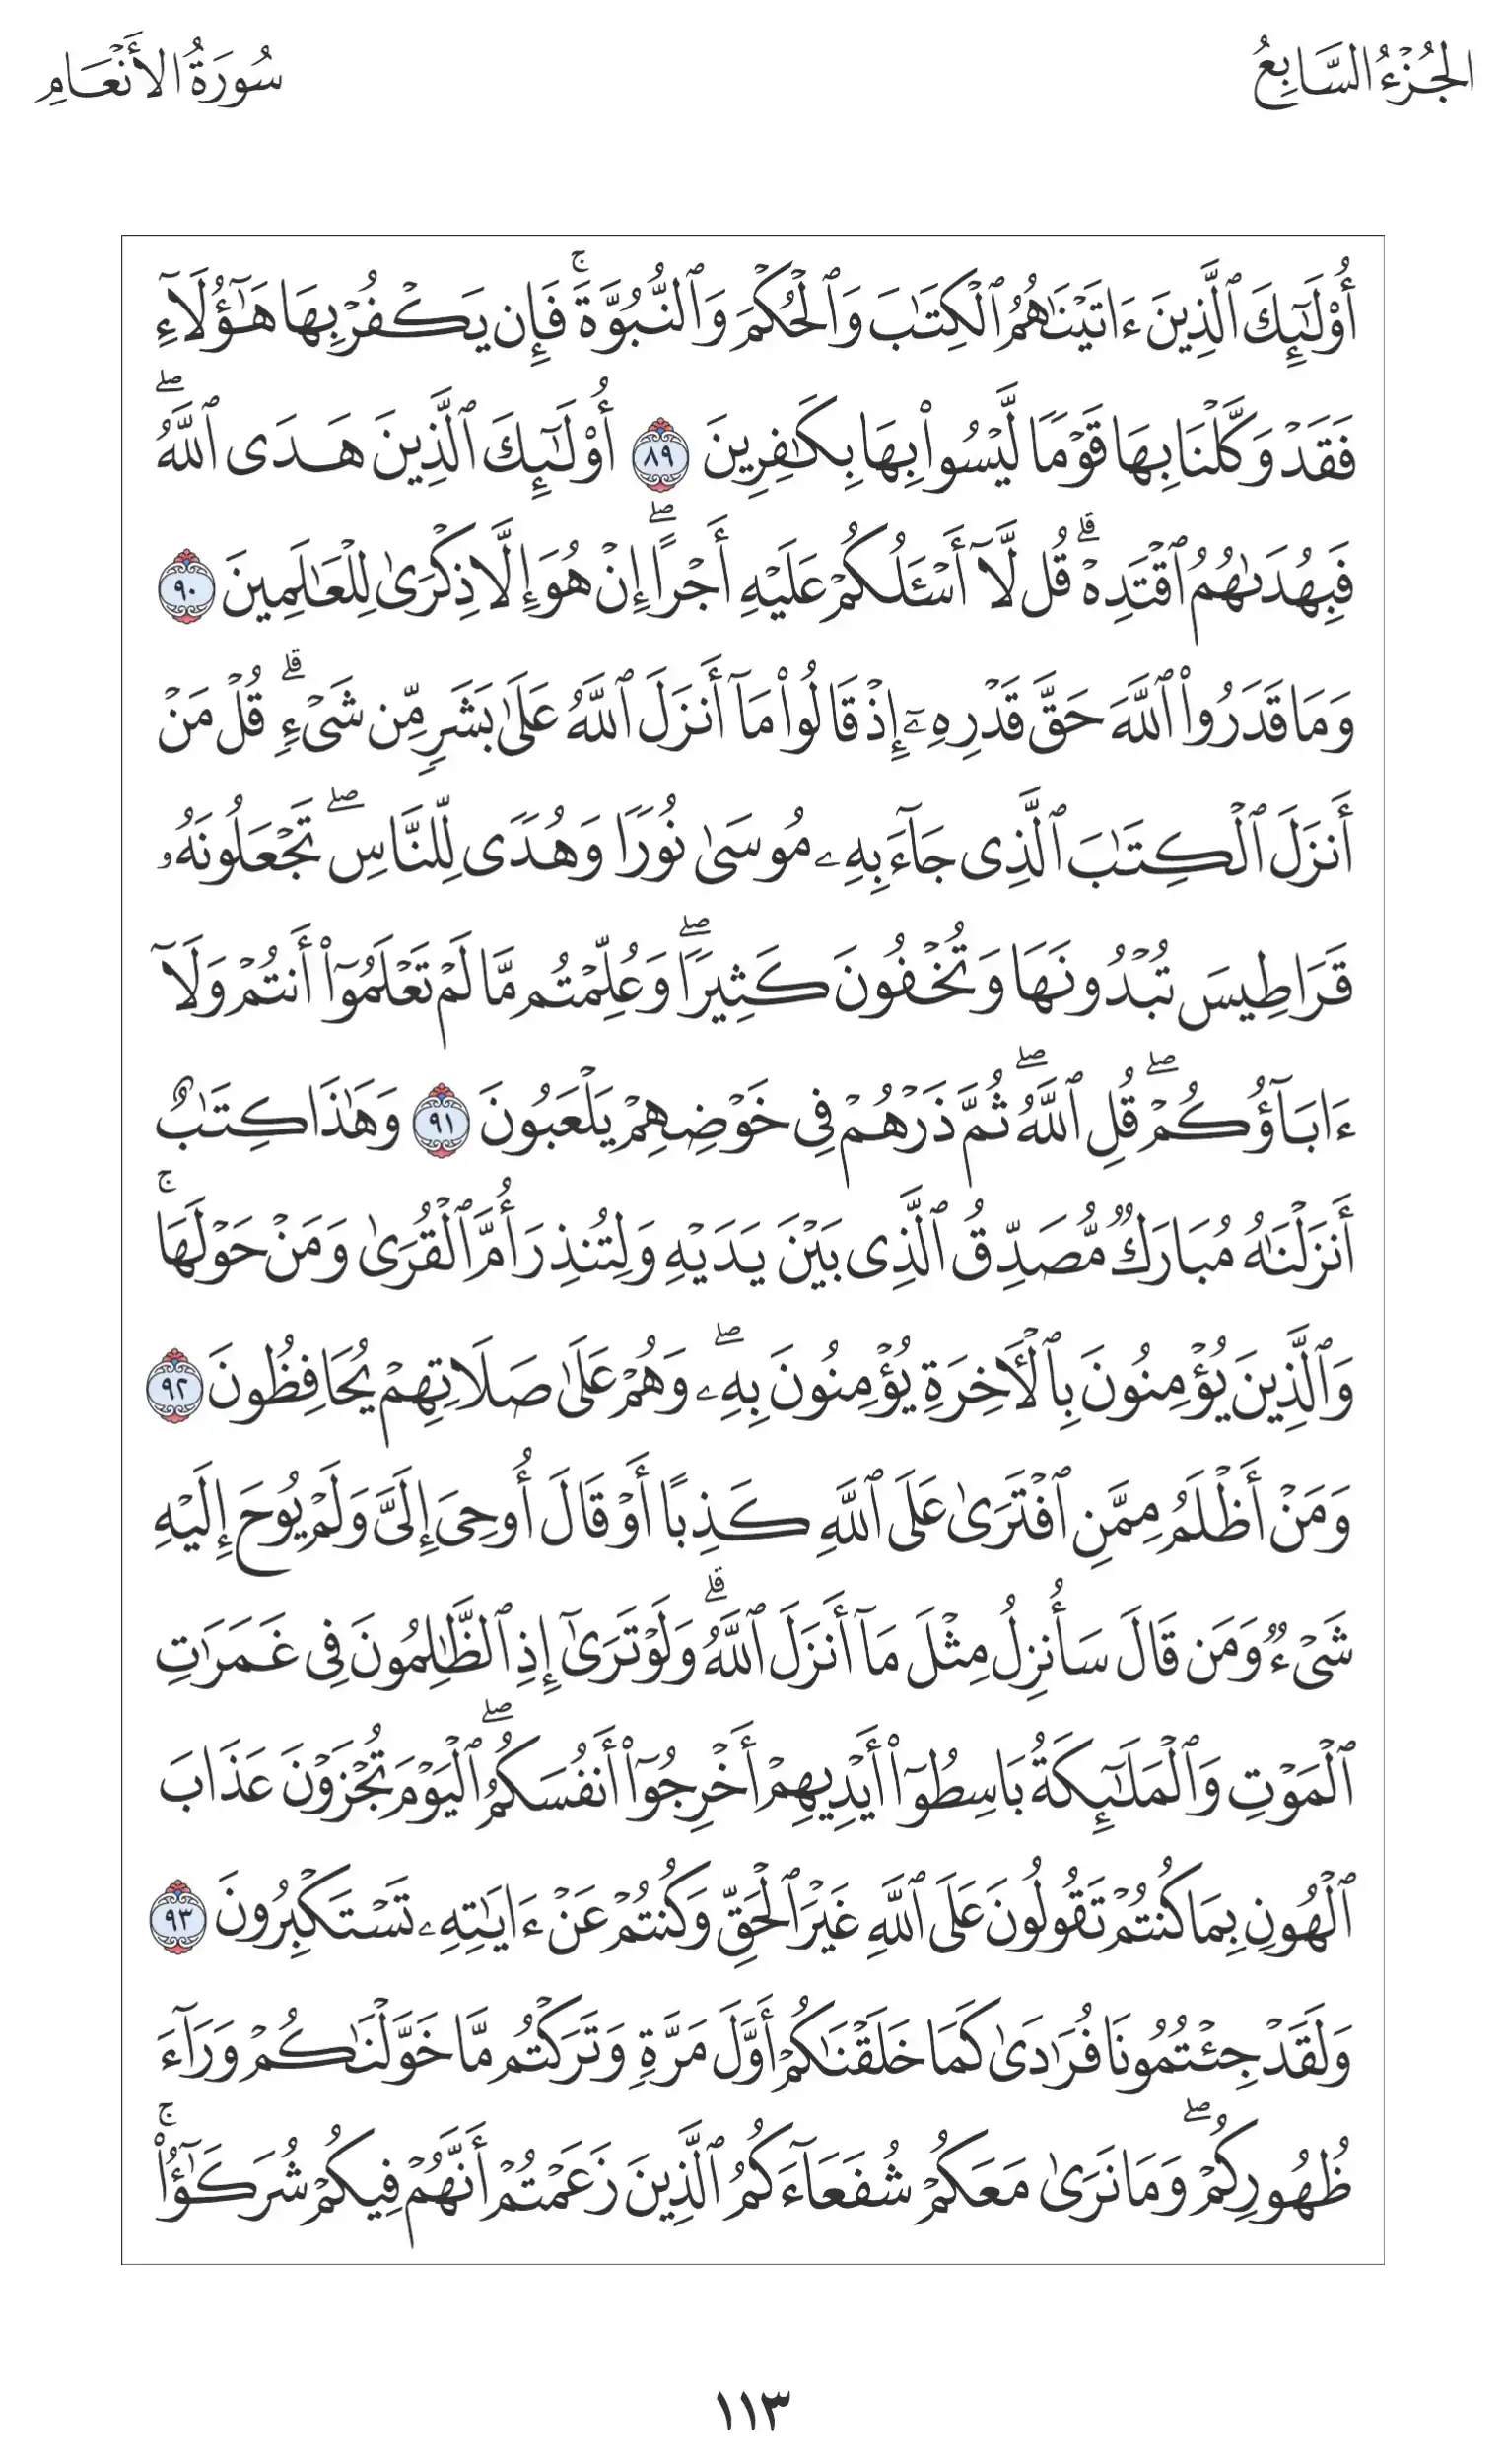 الجُزْءُ السَّابِعُ
سُورَةُ الأَنْعَامِ
أُوْلَٰٓئِكَ ٱلَّذِينَ ءَاتَيْنَٰهُمُ ٱلْكِتَٰبَ وَٱلْحُكْمَ وَٱلنُّبُوَّةَۚ فَإِن يَكْفُرْ بِهَا هَٰٓؤُلَآءِ
فَقَدْ وَكَّلْنَا بِهَا قَوْمًا لَّيْسُوا۟ بِهَا بِكَٰفِرِينَ ٨٩ أُوْلَٰٓئِكَ ٱلَّذِينَ هَدَى ٱللَّهُۖ
فَبِهُدَىٰهُمُ ٱقْتَدِهْۗ قُل لَّآ أَسْـَٔلُكُمْ عَلَيْهِ أَجْرًاۖ إِنْ هُوَ إِلَّا ذِكْرَىٰ لِلْعَٰلَمِينَ ٩٠
وَمَا قَدَرُوا۟ ٱللَّهَ حَقَّ قَدْرِهِۦٓ إِذْ قَالُوا۟ مَآ أَنزَلَ ٱللَّهُ عَلَىٰ بَشَرٍ مِّن شَىْءٍۗ قُلْ مَنْ
أَنزَلَ ٱلْكِتَٰبَ ٱلَّذِى جَآءَ بِهِۦ مُوسَىٰ نُورًا وَهُدًى لِّلنَّاسِۖ تَجْعَلُونَهُۥ
قَرَاطِيسَ تُبْدُونَهَا وَتُخْفُونَ كَثِيرًاۖ وَعُلِّمْتُم مَّا لَمْ تَعْلَمُوٓا۟ أَنتُمْ وَلَآ
ءَابَآؤُكُمْۖ قُلِ ٱللَّهُۖ ثُمَّ ذَرْهُمْ فِى خَوْضِهِمْ يَلْعَبُونَ ٩١ وَهَٰذَا كِتَٰبٌ
أَنزَلْنَٰهُ مُبَارَكٌ مُّصَدِّقُ ٱلَّذِى بَيْنَ يَدَيْهِ وَلِتُنذِرَ أُمَّ ٱلْقُرَىٰ وَمَنْ حَوْلَهَاۚ
وَٱلَّذِينَ يُؤْمِنُونَ بِٱلْـَٔاخِرَةِ يُؤْمِنُونَ بِهِۦۖ وَهُمْ عَلَىٰ صَلَاتِهِمْ يُحَافِظُونَ ٩٢
وَمَنْ أَظْلَمُ مِمَّنِ ٱفْتَرَىٰ عَلَى ٱللَّهِ كَذِبًا أَوْ قَالَ أُوحِىَ إِلَىَّ وَلَمْ يُوحَ إِلَيْهِ
شَىْءٌ وَمَن قَالَ سَأُنزِلُ مِثْلَ مَآ أَنزَلَ ٱللَّهُۗ وَلَوْ تَرَىٰٓ إِذِ ٱلظَّٰلِمُونَ فِى غَمَرَٰتِ
ٱلْمَوْتِ وَٱلْمَلَٰٓئِكَةُ بَاسِطُوٓا۟ أَيْدِيهِمْ أَخْرِجُوٓا۟ أَنفُسَكُمُۖ ٱلْيَوْمَ تُجْزَوْنَ عَذَابَ
ٱلْهُونِ بِمَا كُنتُمْ تَقُولُونَ عَلَى ٱللَّهِ غَيْرَ ٱلْحَقِّ وَكُنتُمْ عَنْ ءَايَٰتِهِۦ تَسْتَكْبِرُونَ ٩٣
وَلَقَدْ جِئْتُمُونَا فُرَٰدَىٰ كَمَا خَلَقْنَٰكُمْ أَوَّلَ مَرَّةٍ وَتَرَكْتُم مَّا خَوَّلْنَٰكُمْ وَرَآءَ
ظُهُورِكُمْۖ وَمَا نَرَىٰ مَعَكُمْ شُفَعَآءَكُمُ ٱلَّذِينَ زَعَمْتُمْ أَنَّهُمْ فِيكُمْ شُرَكَٰٓؤُا۟ۚ
١١٣